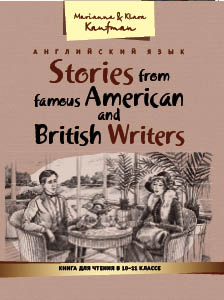 Marianna & Klara
Kaufman
АНГЛИЙСКИЙ ЯЗЫК
Stories from
famous American
and
British Writers
КНИГА ДЛЯ ЧТЕНИЯ В 10-11 КЛАССЕ